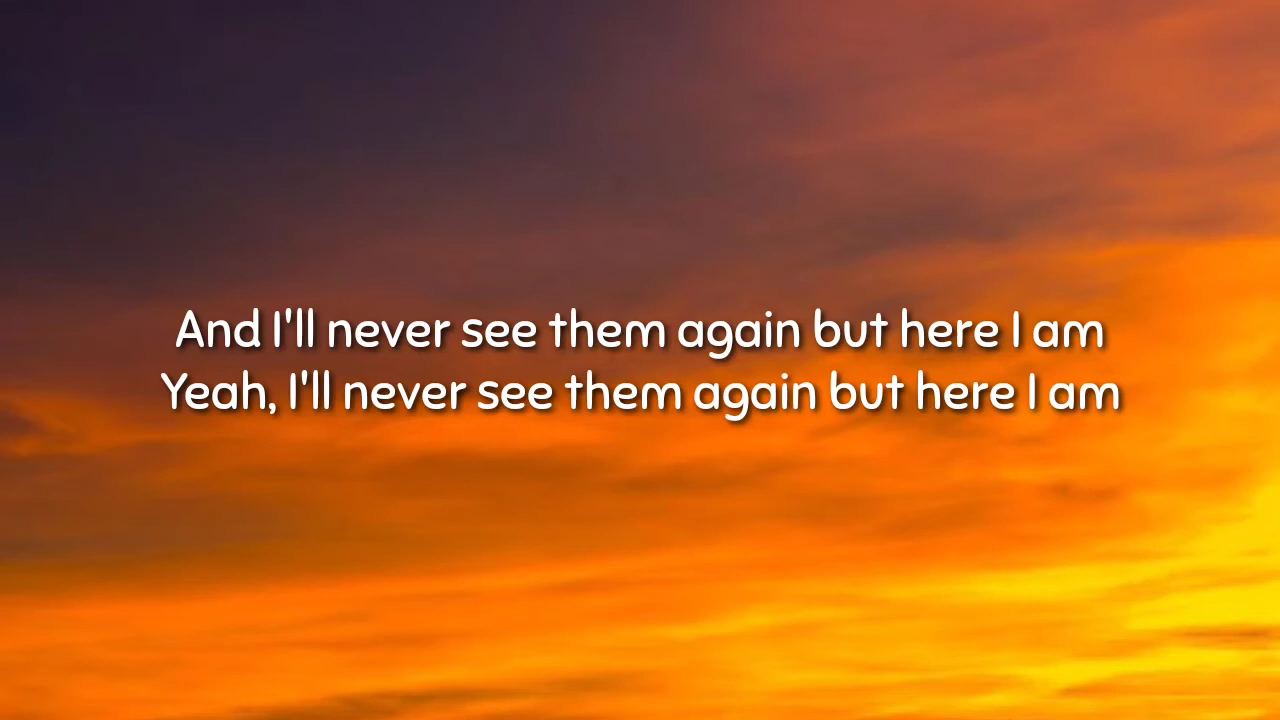 And I'll never see them again but here I am
Yeah, I'll never see them again but here I am